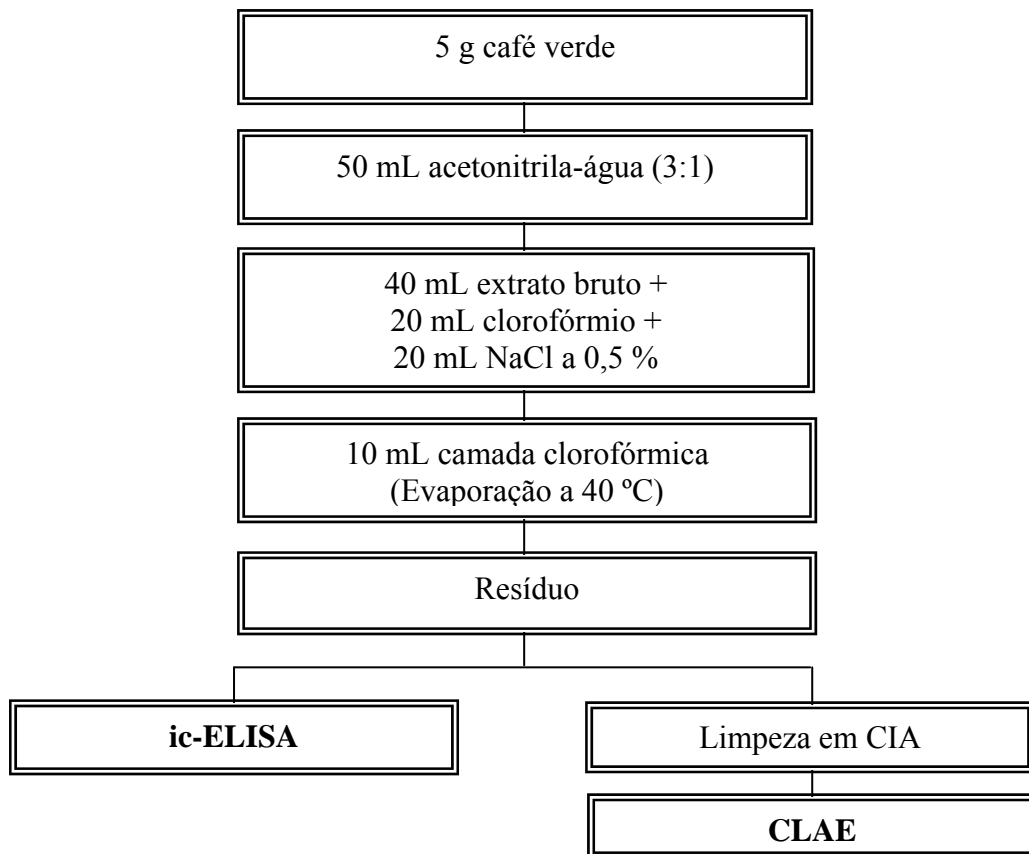 5 g café verde
50 mL acetonitrila-água (3:1)
40 mL extrato bruto +
20 mL clorofórmio +
20 mL NaCl a 0,5 %
10 mL camada clorofórmica
(Evaporação a 40 ºC)
Resíduo
ic-ELISA
Limpeza em CIA
CLAE